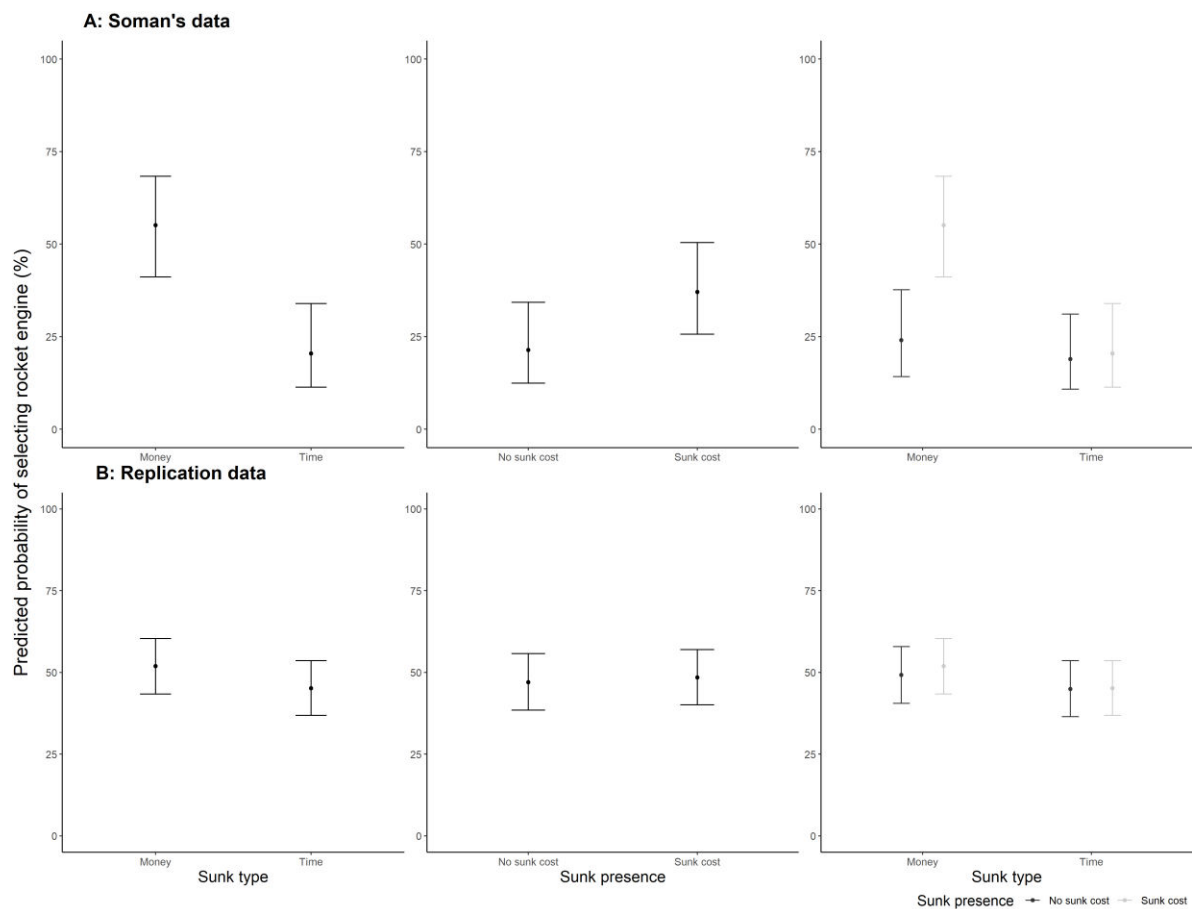 A: Soman's data
Predicted probability of selecting rocket engine (%)
100
75
50
25
0
Money Time
100
75
50
25
0
No sunk cost Sunk cost
100
75
50
25
0
Money Time
B: Replication data
100
75
50
25
0
Money Time
Sunk type
100
75
50
25
0
No sunk cost Sunk cost
Sunk presence
100
75
50
25
0
Money Time
Sunk type
Sunk presence No sunk cost Sunk cost